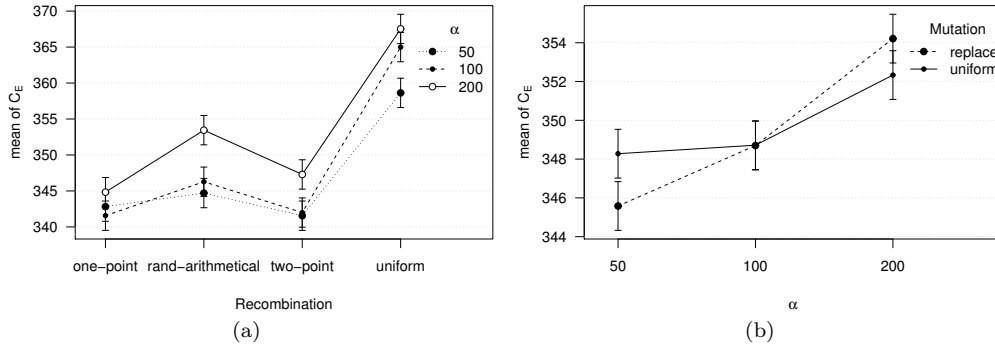 370
365
360
355
350
345
340
mean of C_E
α
50
100
200
one−point
rand−arithmetical
two−point
uniform
Recombination
(a)
354
352
350
348
346
344
mean of C_E
Mutation
replace
uniform
50
100
200
α
(b)